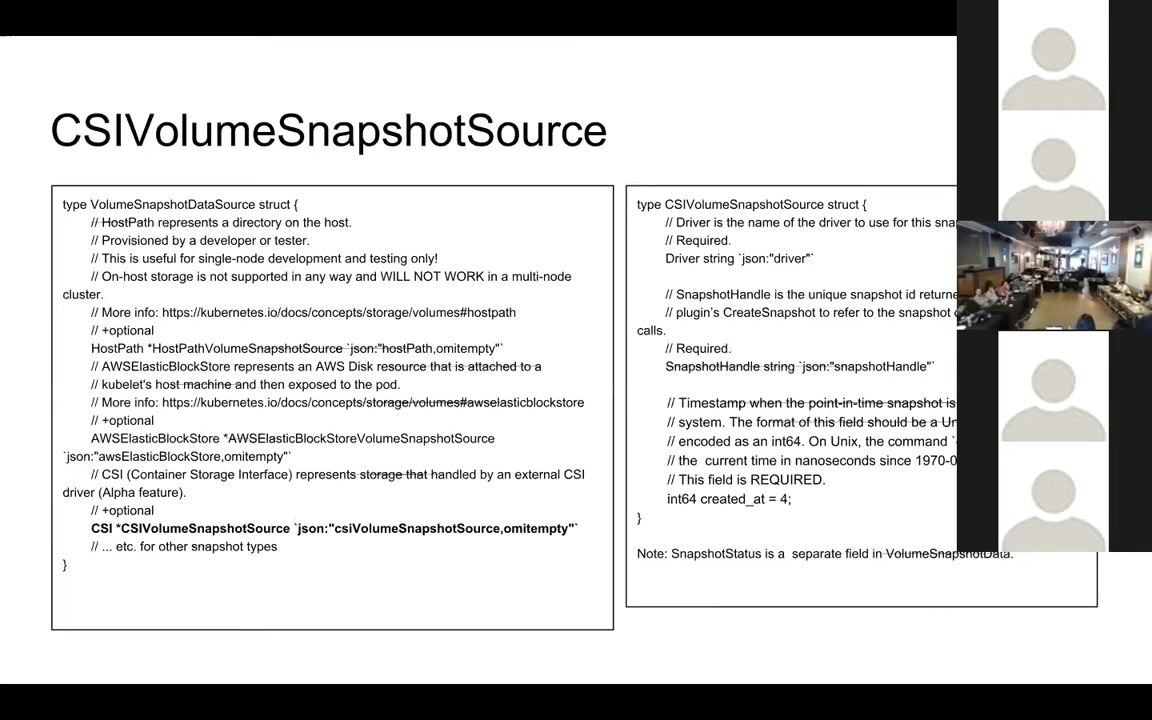 CSIVolumeSnapshotSource
type VolumeSnapshotDataSource struct {
// HostPath represents a directory on the host.
// Provisioned by a developer or tester.
// This is useful for single-node development and testing only!
// On-host storage is not supported in any way and WILL NOT WORK in a multi-node
cluster.
// More info: https://kubernetes.io/docs/concepts/storage/volumes#hostpath
// +optional
HostPath *HostPathVolumeSnapshotSource `json:"hostPath,omitempty"`
// AWSElasticBlockStore represents an AWS Disk resource that is attached to a
// kubelet's host machine and then exposed to the pod.
// More info: https://kubernetes.io/docs/concepts/storage/volumes#awselasticblockstore
// +optional
AWSElasticBlockStore *AWSElasticBlockStoreVolumeSnapshotSource
`json:"awsElasticBlockStore,omitempty"`
// CSI (Container Storage Interface) represents storage that handled by an external CSI
driver (Alpha feature).
// +optional
CSI *CSIVolumeSnapshotSource `json:"csiVolumeSnapshotSource,omitempty"`
// ... etc. for other snapshot types
}
type CSIVolumeSnapshotSource struct {
// Driver is the name of the driver to use for this
// Required.
Driver string `json:"driver"`
// SnapshotHandle is the unique snapshot id
// plugin's CreateSnapshot to refer to the snapshot
calls.
// Required.
SnapshotHandle string `json:"snapshotHandle"`
// Timestamp when the point-in-time snapshot is
// system. The format of this field should be a
// encoded as an int64. On Unix, the command `
// the current time in nanoseconds since
// This field is REQUIRED.
int64 created_at = 4;
}
Note: SnapshotStatus is a separate field in VolumeSnapshotData.